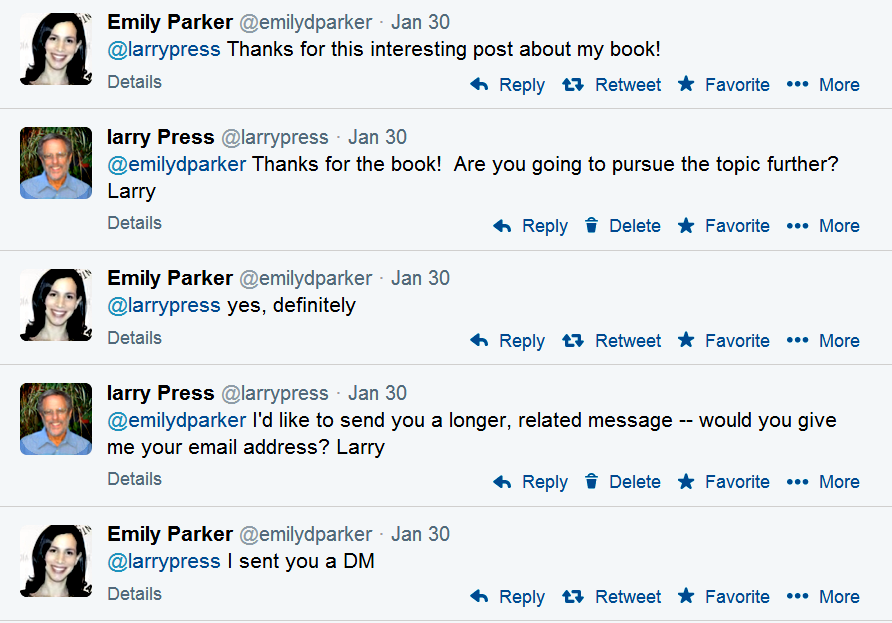 Emily Parker @emilydparker · Jan 30
@larrypress Thanks for this interesting post about my book!
Details Reply Retweet Favorite More
larry Press @larrypress · Jan 30
@emilydparker Thanks for the book!  Are you going to pursue the topic further?
Larry
Details Reply Delete Favorite More
Emily Parker @emilydparker · Jan 30
@larrypress yes, definitely
Details Reply Retweet Favorite More
larry Press @larrypress · Jan 30
@emilydparker I'd like to send you a longer, related message -- would you give
me your email address? Larry
Details Reply Delete Favorite More
Emily Parker @emilydparker · Jan 30
@larrypress I sent you a DM
Details Reply Retweet Favorite More